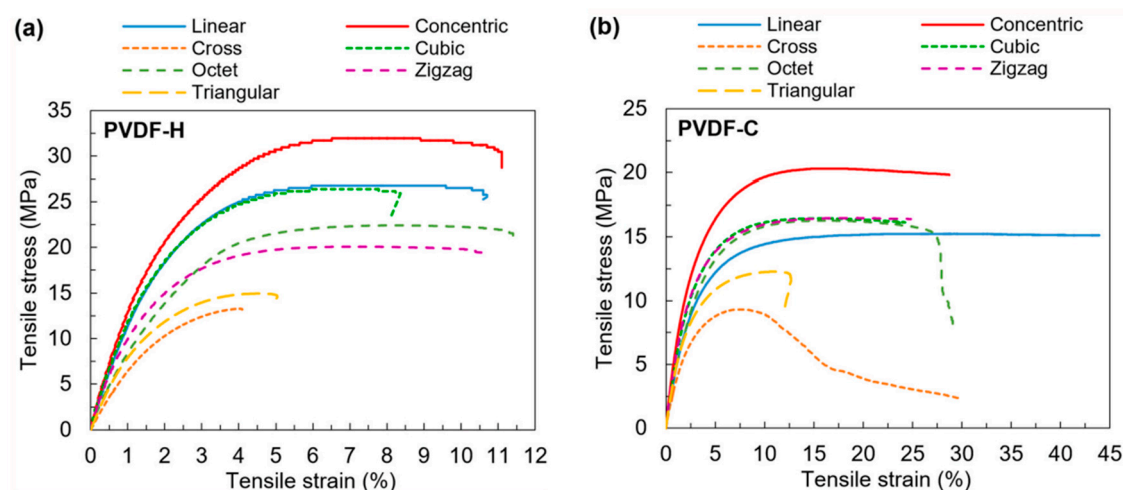 (a)
Linear
Concentric
Cross
Cubic
Octet
Zigzag
Triangular
PVDF-H
Tensile stress (MPa)
35
30
25
20
15
10
5
0
0 1 2 3 4 5 6 7 8 9 10 11 12
Tensile strain (%)
(b)
Linear
Concentric
Cross
Cubic
Octet
Zigzag
Triangular
PVDF-C
Tensile stress (MPa)
25
20
15
10
5
0
0 5 10 15 20 25 30 35 40 45
Tensile strain (%)